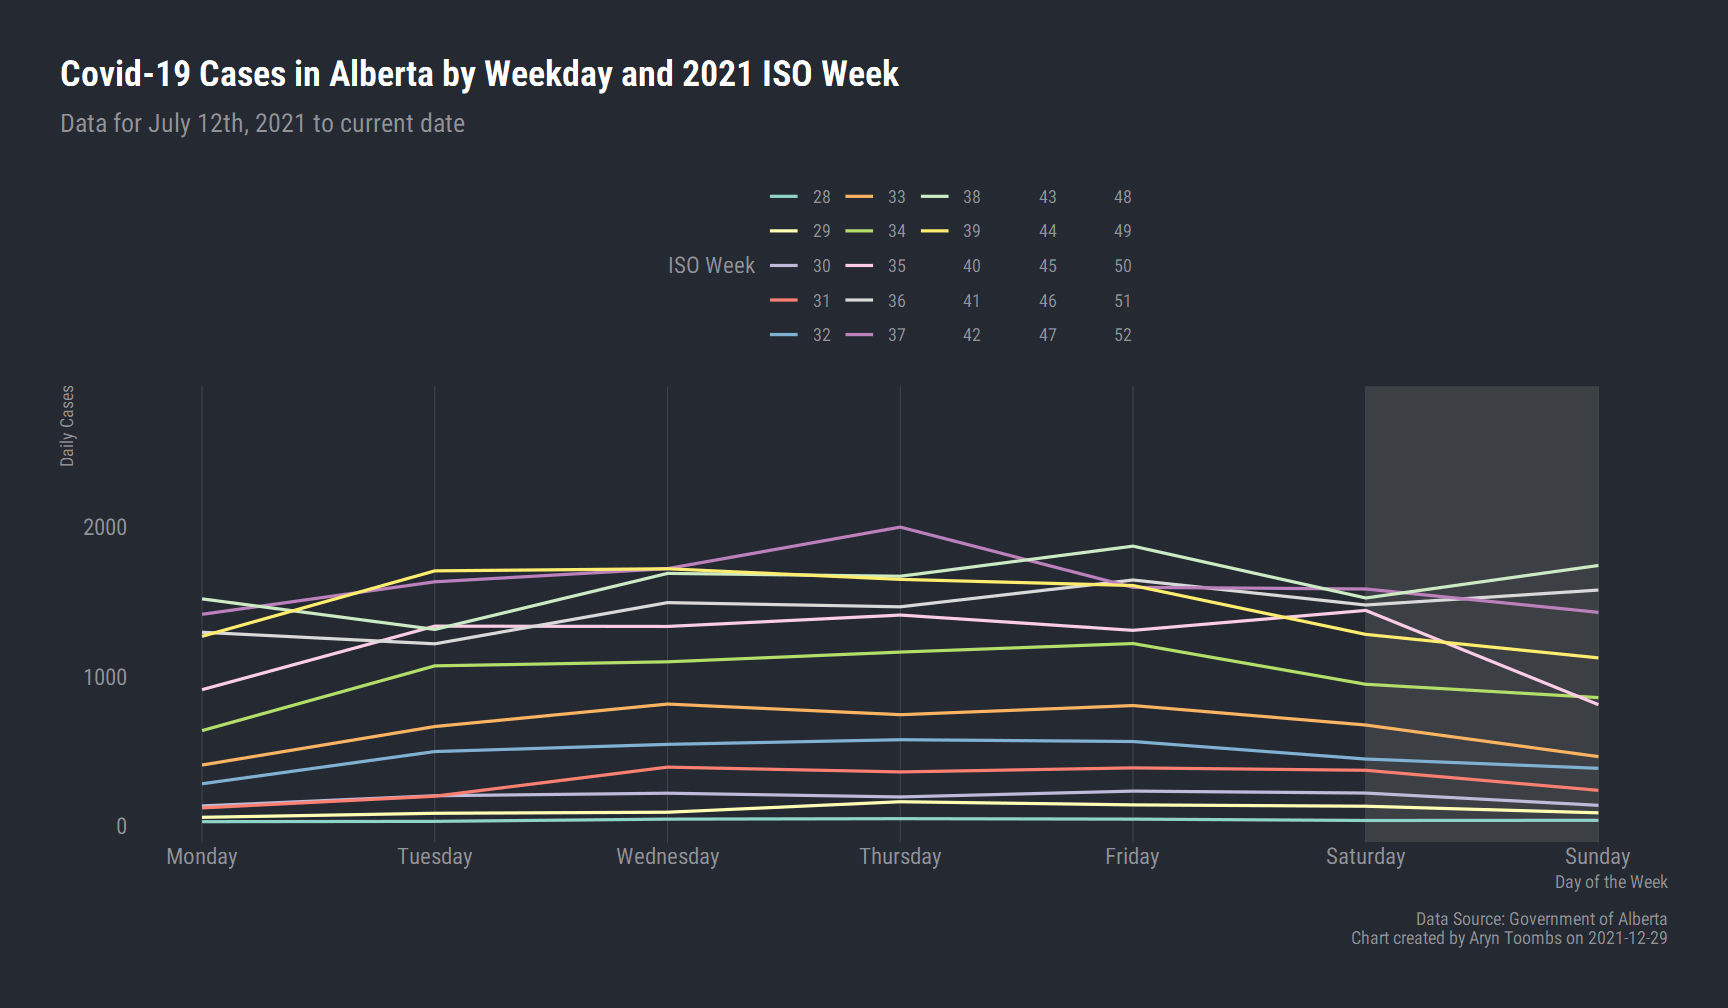 Covid-19 Cases in Alberta by Weekday and 2021 ISO Week
Data for July 12th, 2021 to current date
28 33 38 43 48
29 34 39 44 49
ISO Week 30 35 40 45 50
31 36 41 46 51
32 37 42 47 52
Daily Cases
2000
1000
0
Monday Tuesday Wednesday Thursday Friday Saturday Sunday
Day of the Week
Data Source: Government of Alberta
Chart created by Aryn Toombs on 2021-12-29